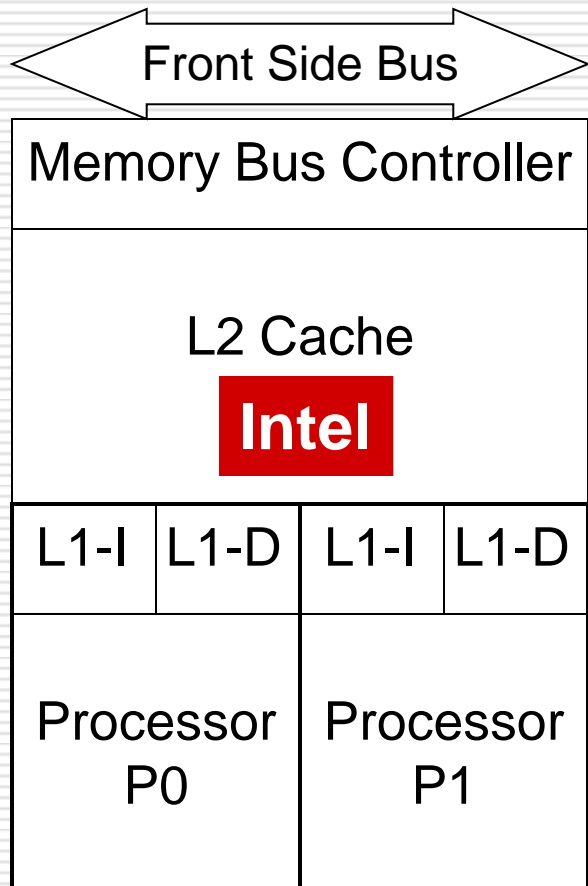 Front Side Bus
Memory Bus Controller
L2 Cache
Intel
L1-I L1-D L1-I L1-D
Processor Processor
P0 P1